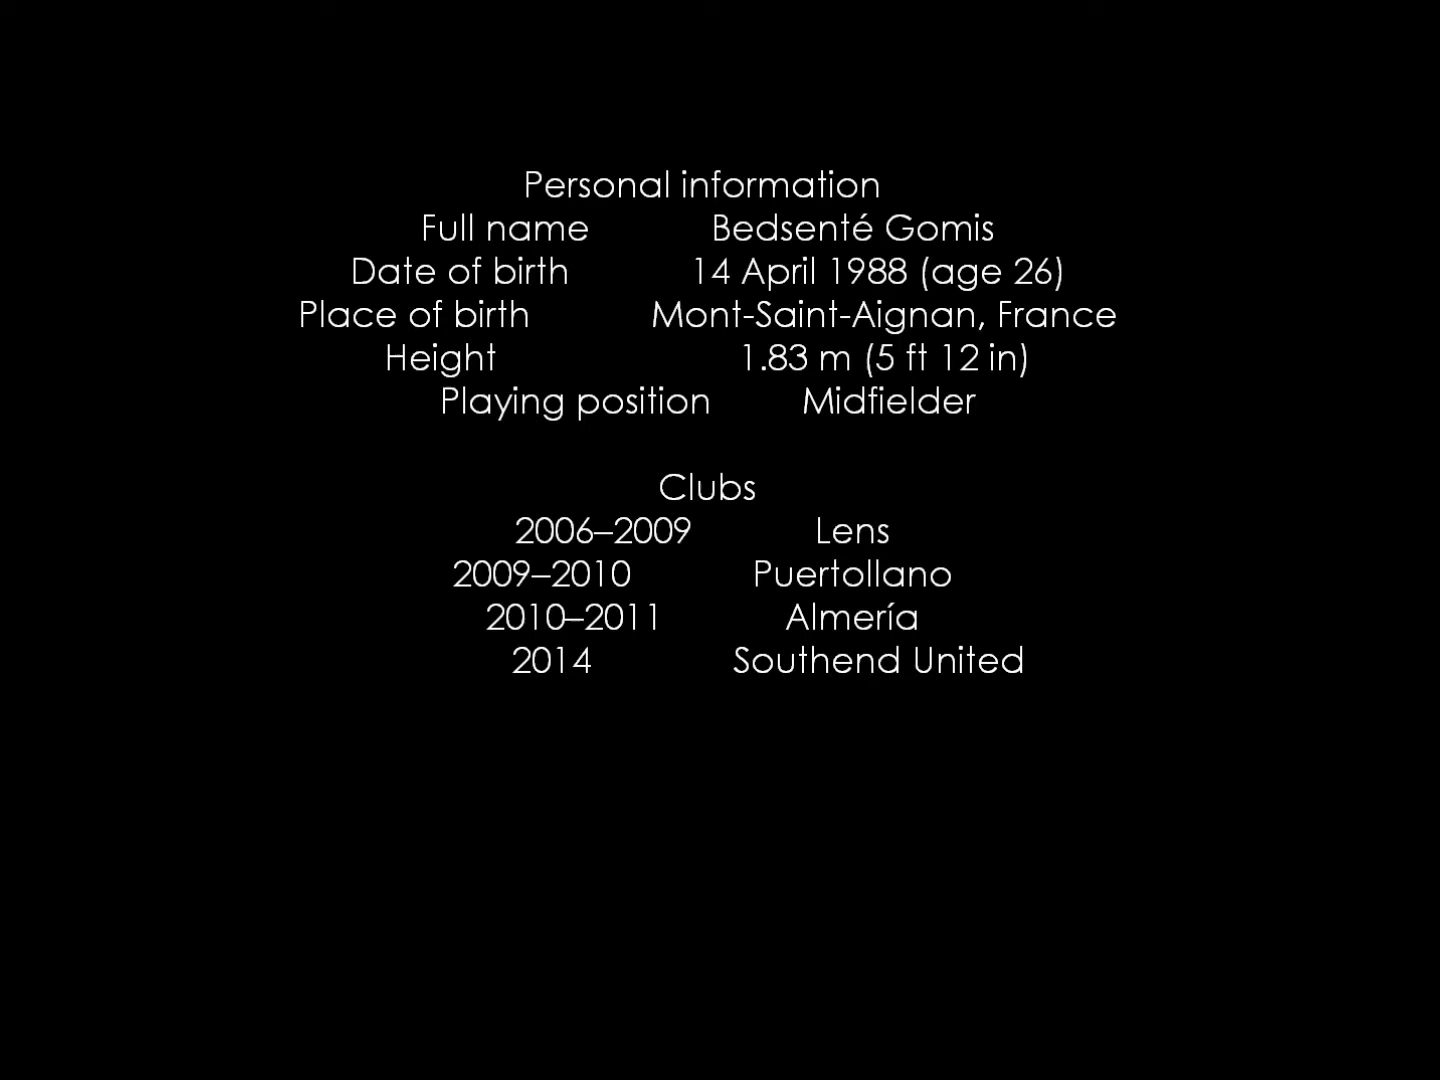 Personal information
Full name Bedsenté Gomis
Date of birth 14 April 1988 (age 26)
Place of birth Mont-Saint-Aignan, France
Height 1.83 m (5 ft 12 in)
Playing position Midfielder
Clubs
2006–2009 Lens
2009–2010 Puertollano
2010–2011 Almería
2014 Southend United